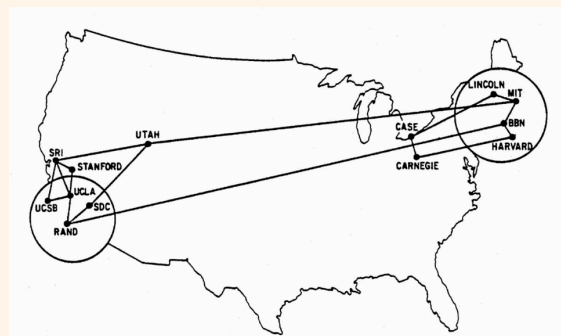 LINCOLN
MIT
CASE
BBN
UTAH
HARVARD
SRI
CARNEGIE
STANFORD
UCLA
UCSB
SDC
RAND